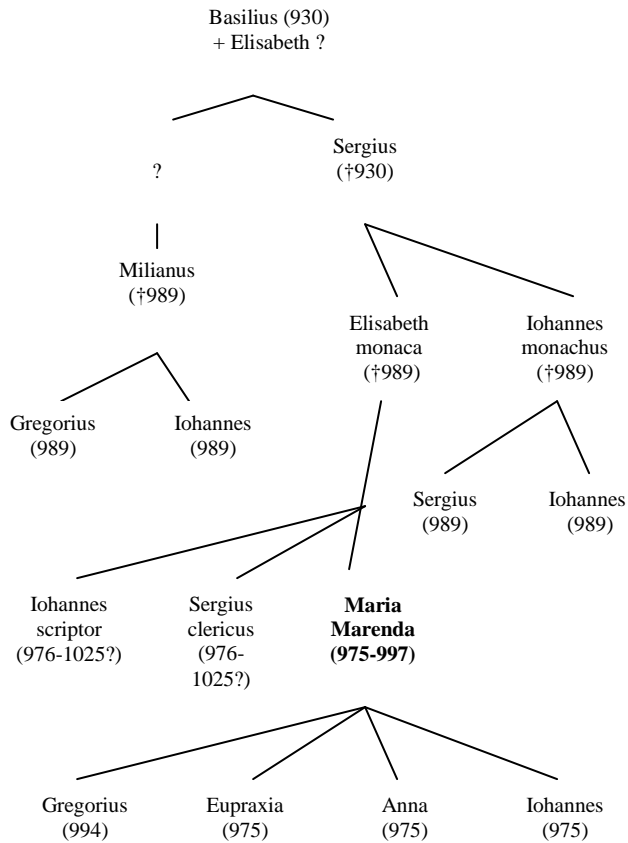 Basilius (930)
+ Elisabeth ?
?
Sergius
(†930)
Milianus
(†989)
Elisabeth
monaca
(†989)
Iohannes
monachus
(†989)
Gregorius
(989)
Iohannes
(989)
Sergius
(989)
Iohannes
(989)
Iohannes
scriptor
(976-1025?)
Sergius
clericus
(976-
1025?)
Maria
Marenda
(975-997)
Gregorius
(994)
Eupraxia
(975)
Anna
(975)
Iohannes
(975)